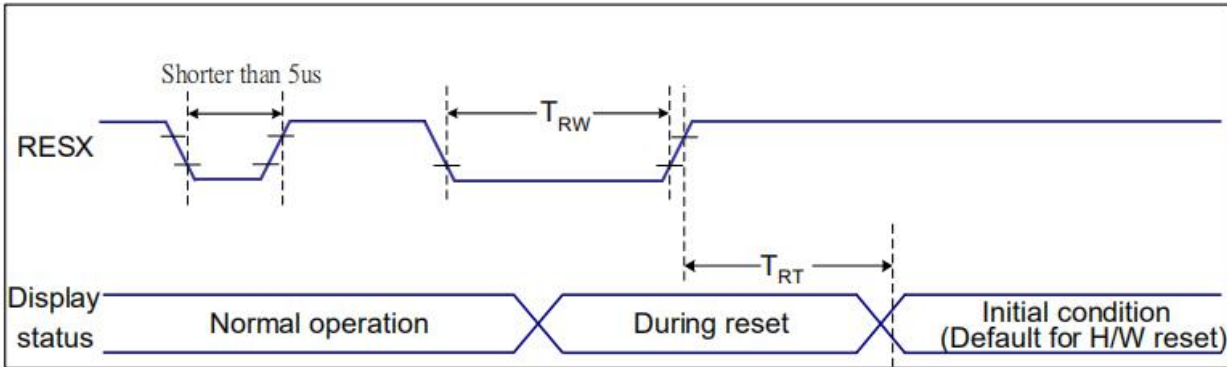 Shorter than 5us
RESX
TRW
TRT
Display
status
Normal operation
During reset
Initial condition
(Default for H/W reset)